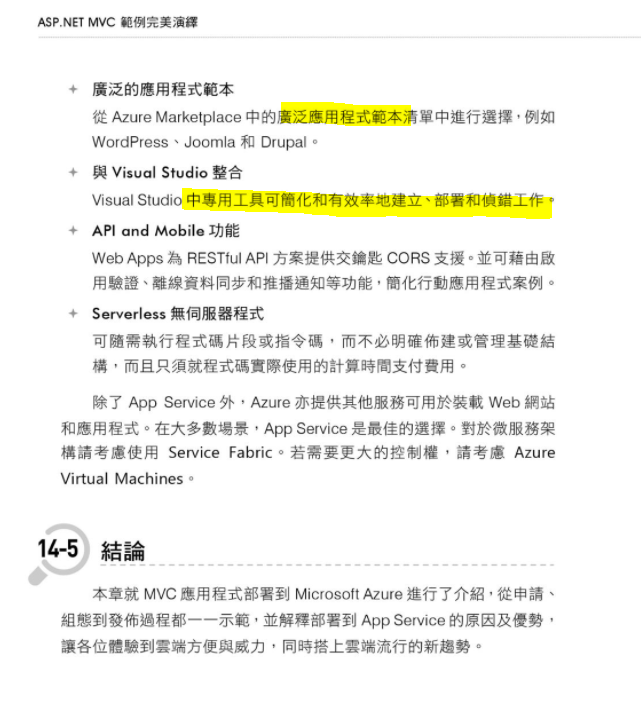 ASP.NET MVC 範例完美演繹
廣泛的應用程式範本
從 Azure Marketplace 中的廣泛應用程式範本清單中進行選擇，例如
WordPress、Joomla 和 Drupal。
與 Visual Studio 整合
Visual Studio 中專用工具可簡化和有效率地建立、部署和偵錯工作。
API and Mobile 功能
Web Apps 為 RESTful API 方案提供交鑰匙 CORS 支援。並可藉由啟
用驗證、離線資料同步和推播通知等功能，簡化行動應用程式案例。
Serverless 無伺服器程式
可隨需執行程式碼片段或指令碼，而不必明確佈建或管理基礎結
構，而且只須就程式碼實際使用的計算時間支付費用。
除了 App Service 外，Azure 亦提供其他服務可用於裝載 Web 網站
和應用程式。在大多數場景，App Service 是最佳的選擇。對於微服務架
構請考慮使用 Service Fabric。若需要更大的控制權，請考慮 Azure
Virtual Machines。
14-5 結論
本章就 MVC 應用程式部署到 Microsoft Azure 進行了介紹，從申請、
組態到發佈過程都一一示範，並解釋部署到 App Service 的原因及優勢，
讓各位體驗到雲端方便與威力，同時搭上雲端流行的新趨勢。